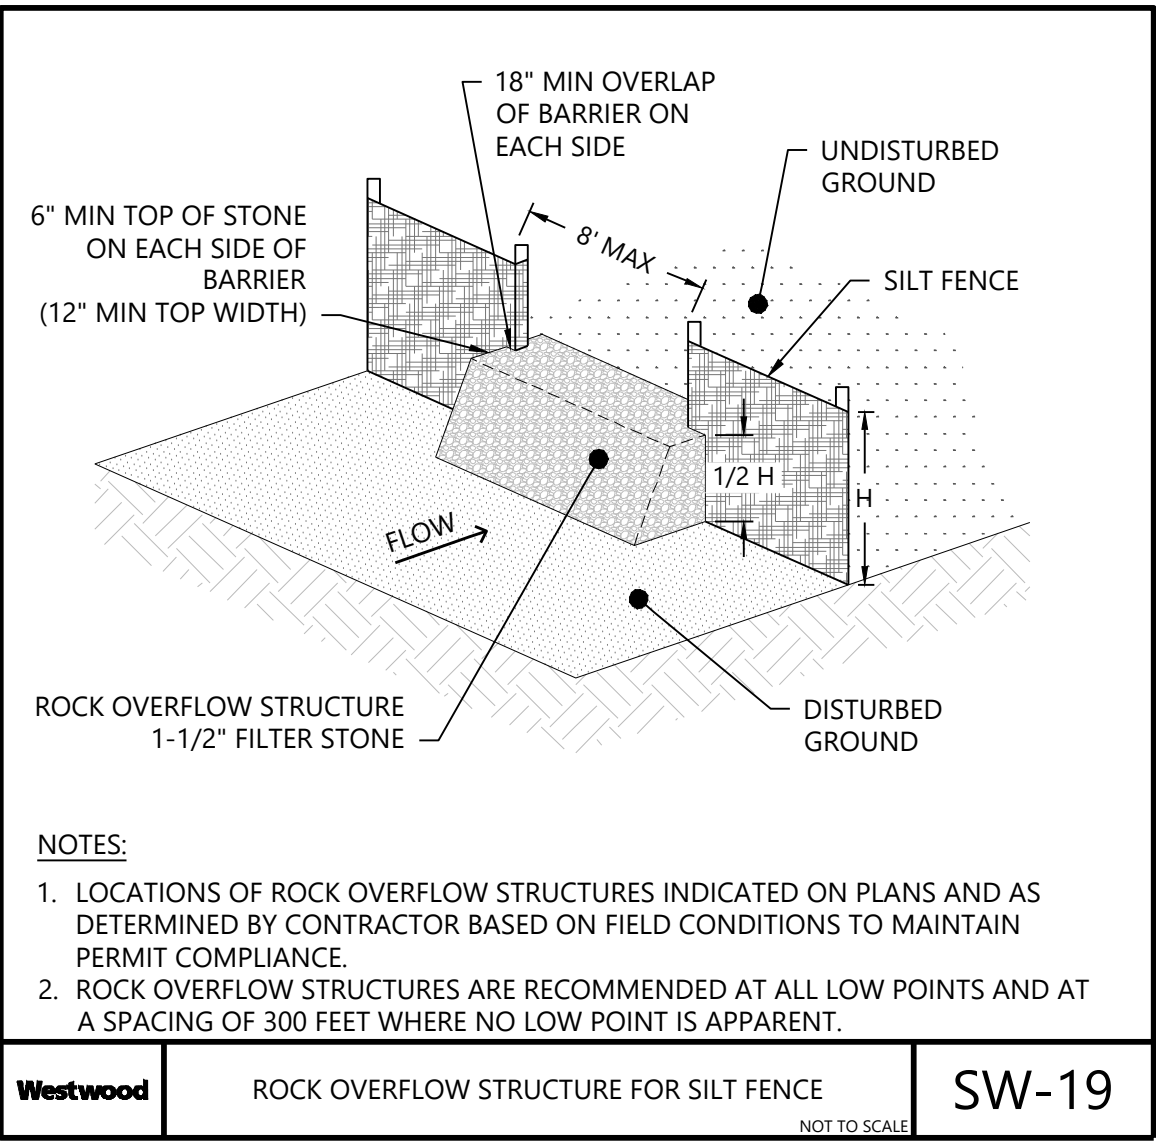 18" MIN OVERLAP
OF BARRIER ON
EACH SIDE
UNDISTURBED
GROUND
6" MIN TOP OF STONE
ON EACH SIDE OF
BARRIER
(12" MIN TOP WIDTH)
8' MAX
SILT FENCE
1/2 H
H
FLOW
ROCK OVERFLOW STRUCTURE
1-1/2" FILTER STONE
DISTURBED
GROUND
NOTES:
1. LOCATIONS OF ROCK OVERFLOW STRUCTURES INDICATED ON PLANS AND AS
DETERMINED BY CONTRACTOR BASED ON FIELD CONDITIONS TO MAINTAIN
PERMIT COMPLIANCE.
2. ROCK OVERFLOW STRUCTURES ARE RECOMMENDED AT ALL LOW POINTS AND AT
A SPACING OF 300 FEET WHERE NO LOW POINT IS APPARENT.
Westwood
ROCK OVERFLOW STRUCTURE FOR SILT FENCE
NOT TO SCALE
SW-19